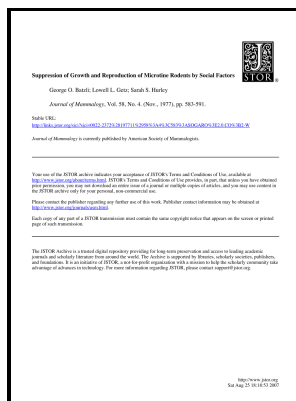 JSTOR
Suppression of Growth and Reproduction of Microtine Rodents by Social Factors
George O. Batzli; Lowell L. Getz; Sarah S. Hurley
Journal of Mammalogy, Vol. 58, No. 4. (Nov., 1977), pp. 583-591.
Stable URL:
http://links.jstor.org/sici?sici=0022-2372%28197711%2958%3A4%3C583%3ASOGARO%3E2.0.CO%3B2-W
Journal of Mammalogy is currently published by American Society of Mammalogists.
Your use of the JSTOR archive indicates your acceptance of JSTOR's Terms and Conditions of Use, available at
http://www.jstor.org/about/terms.html. JSTOR's Terms and Conditions of Use provides, in part, that unless you have obtained
prior permission, you may not download an entire issue of a journal or multiple copies of articles, and you may use content in
the JSTOR archive only for your personal, non-commercial use.
Please contact the publisher regarding any further use of this work. Publisher contact information may be obtained at
http://www.jstor.org/journals/asm.html.
Each copy of any part of a JSTOR transmission must contain the same copyright notice that appears on the screen or printed
page of such transmission.
The JSTOR Archive is a trusted digital repository providing for long-term preservation and access to leading academic
journals and scholarly literature from around the world. The Archive is supported by libraries, scholarly societies, publishers,
and foundations. It is an initiative of JSTOR, a not-for-profit organization with a mission to help the scholarly community take
advantage of advances in technology. For more information regarding JSTOR, please contact support@jstor.org.
http://www.jstor.org
Sat Aug 25 18:10:53 2007